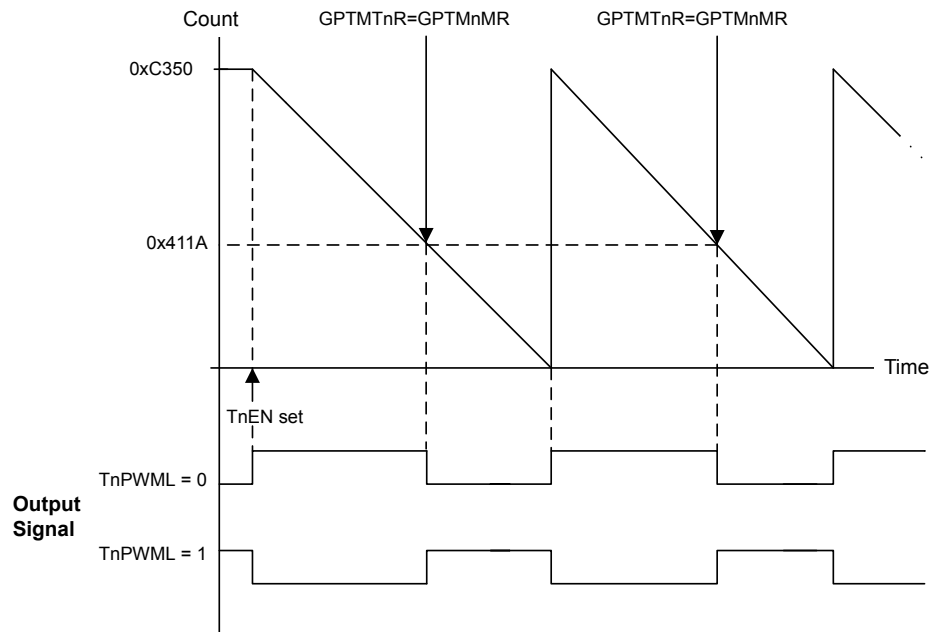 Count
GPTMTnR=GPTMnMR
GPTMTnR=GPTMnMR
0xC350
0x411A
Time
TnEN set
TnPWML = 0
Output
Signal
TnPWML = 1